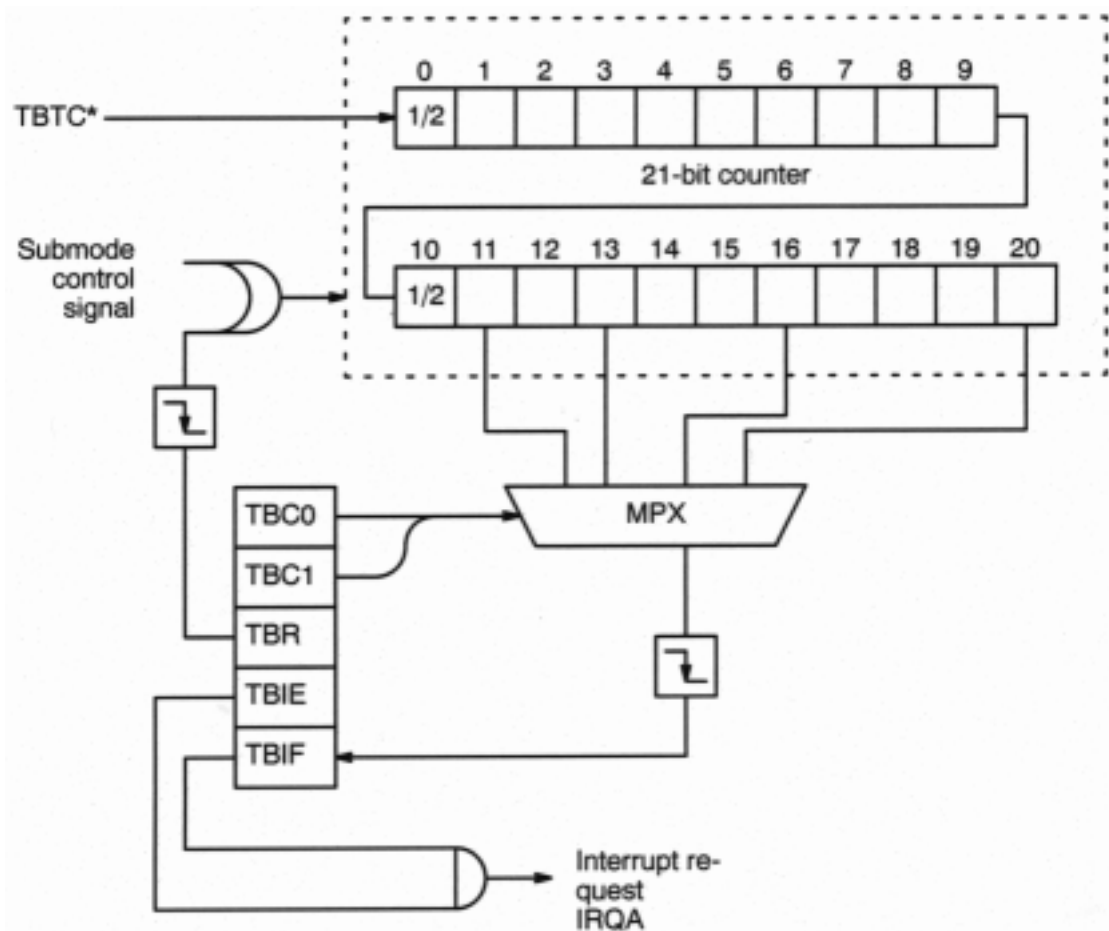 0 1 2 3 4 5 6 7 8 9
TBTC*
1/2
21-bit counter
Submode
control
signal
10 11 12 13 14 15 16 17 18 19 20
1/2
TBC0
MPX
TBC1
TBR
TBIE
TBIF
Interrupt re-
quest
IRQA